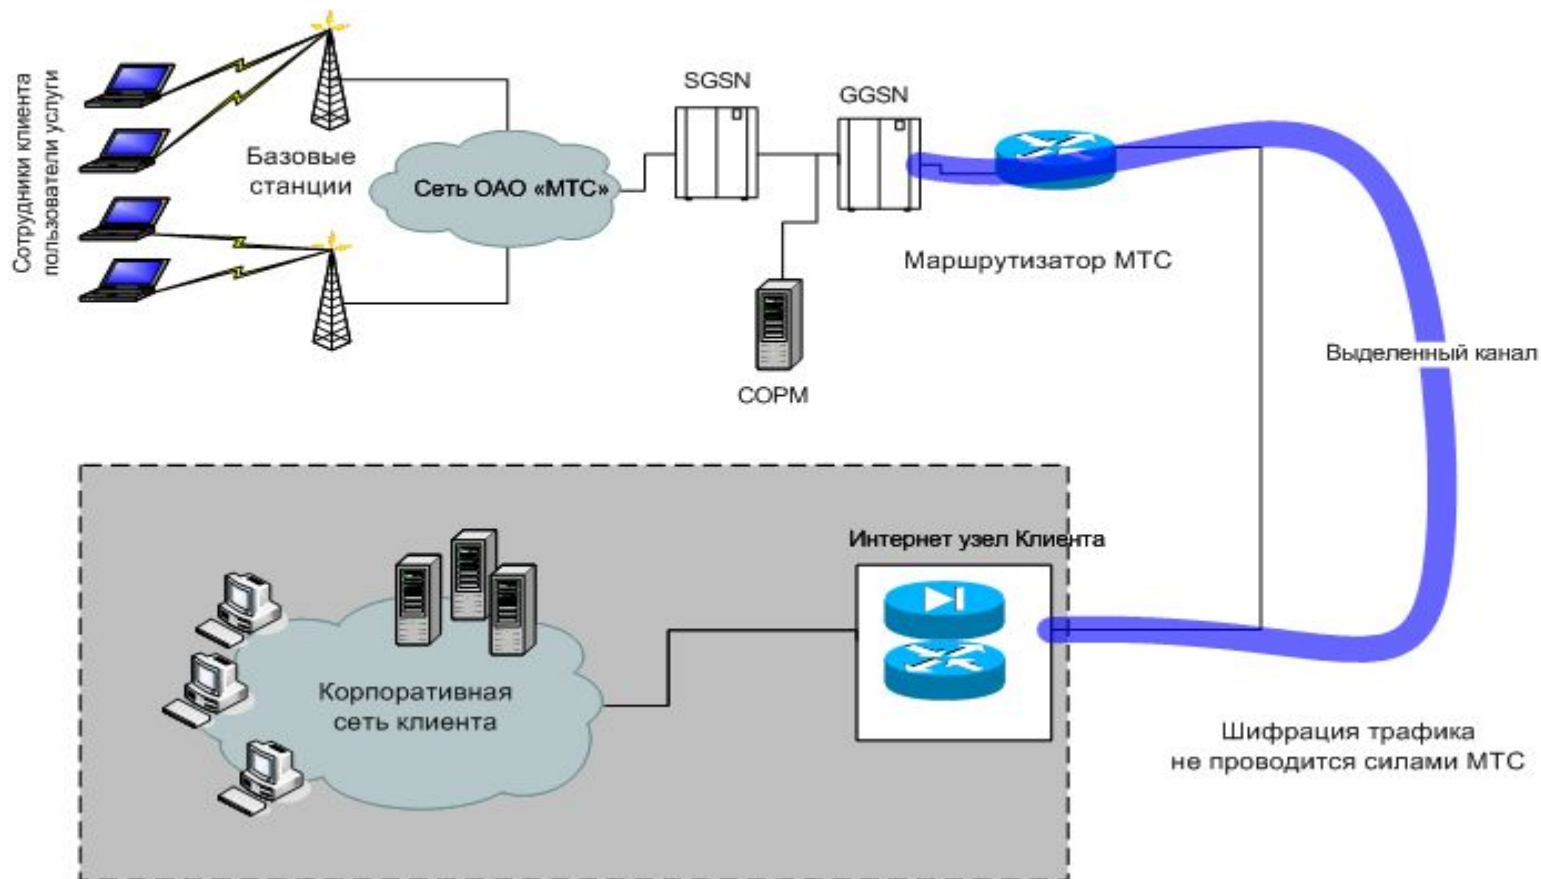 Сотрудники клиента
пользователи услуги
Базовые
станции
Сеть ОАО «МТС»
SGSN
GGSN
Маршрутизатор МТС
СОРМ
Выделенный канал
Интернет узел Клиента
Корпоративная
сеть клиента
Шифрация трафика
не проводится силами МТС